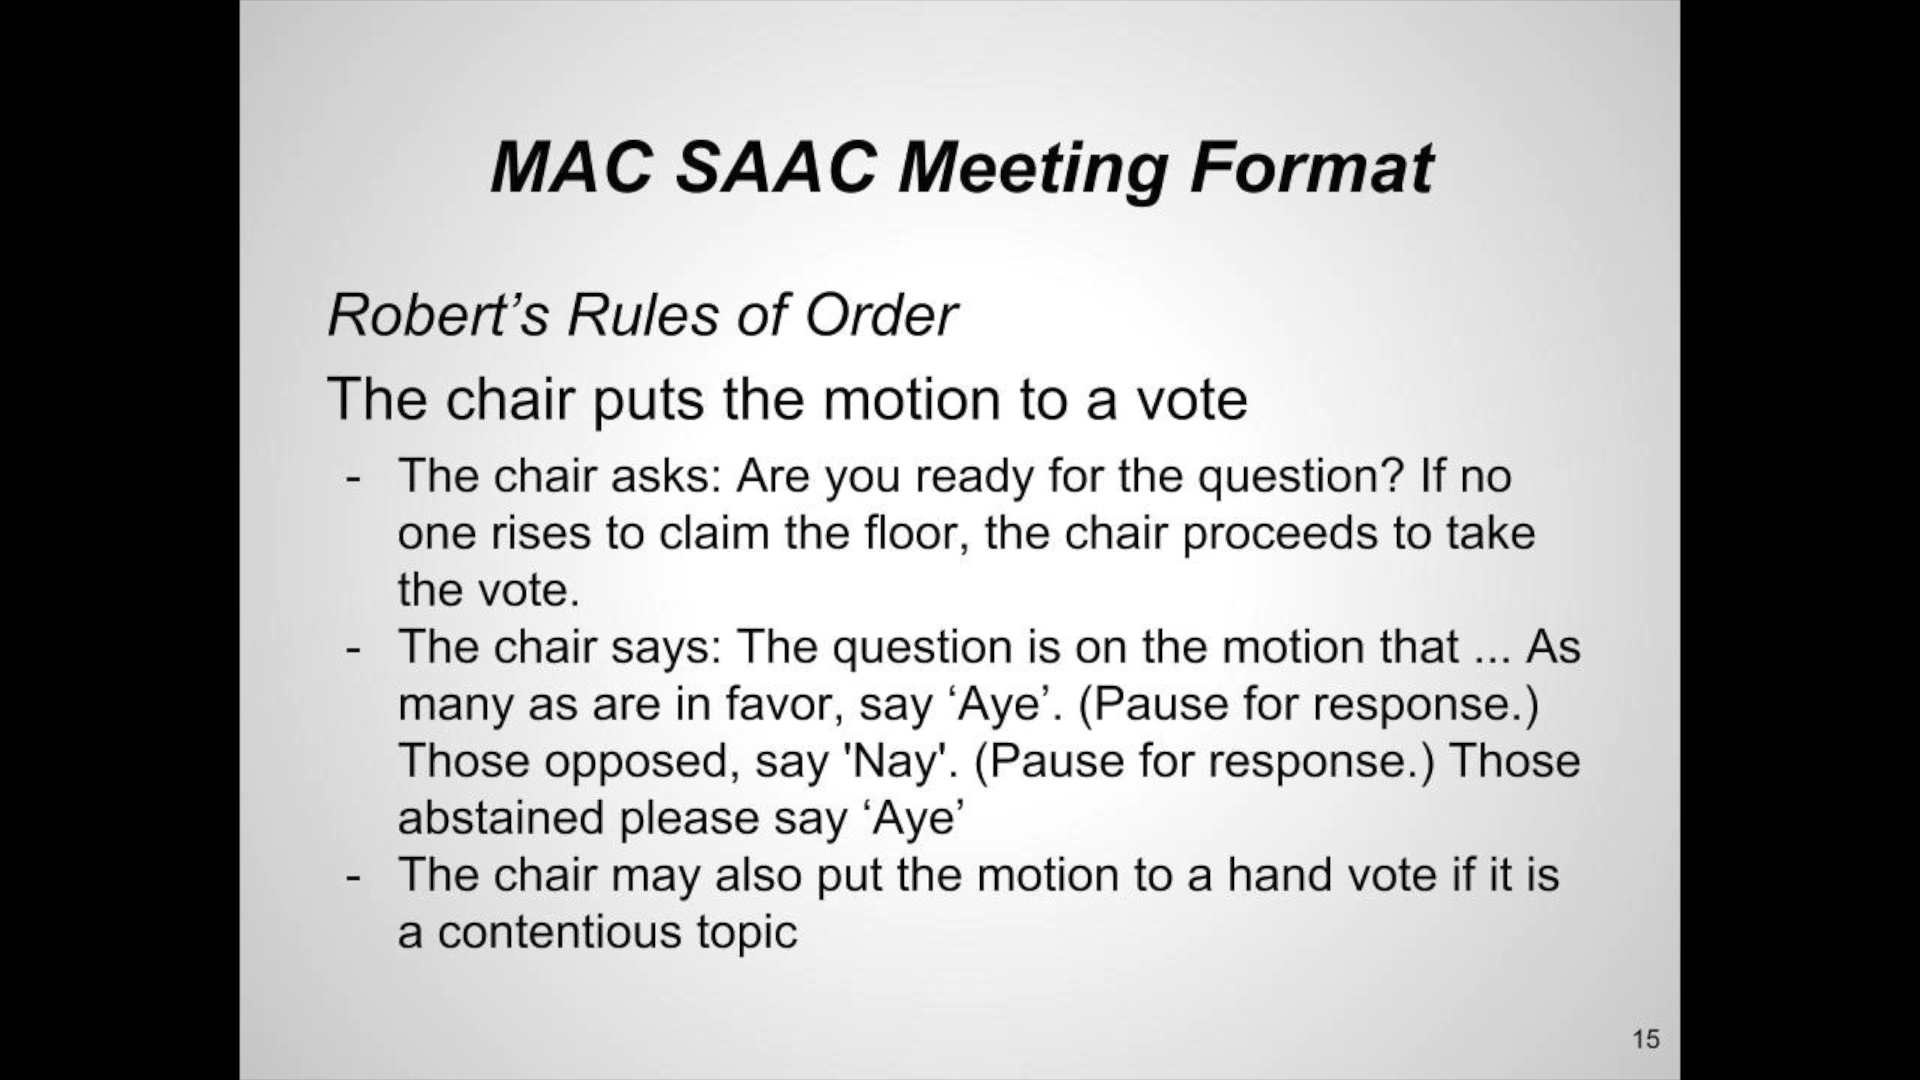 MAC SAAC Meeting Format
Robert’s Rules of Order
The chair puts the motion to a vote
- The chair asks: Are you ready for the question? If no
one rises to claim the floor, the chair proceeds to take
the vote.
- The chair says: The question is on the motion that ... As
many as are in favor, say ‘Aye’. (Pause for response.)
Those opposed, say 'Nay'. (Pause for response.) Those
abstained please say ‘Aye’
- The chair may also put the motion to a hand vote if it is
a contentious topic
15